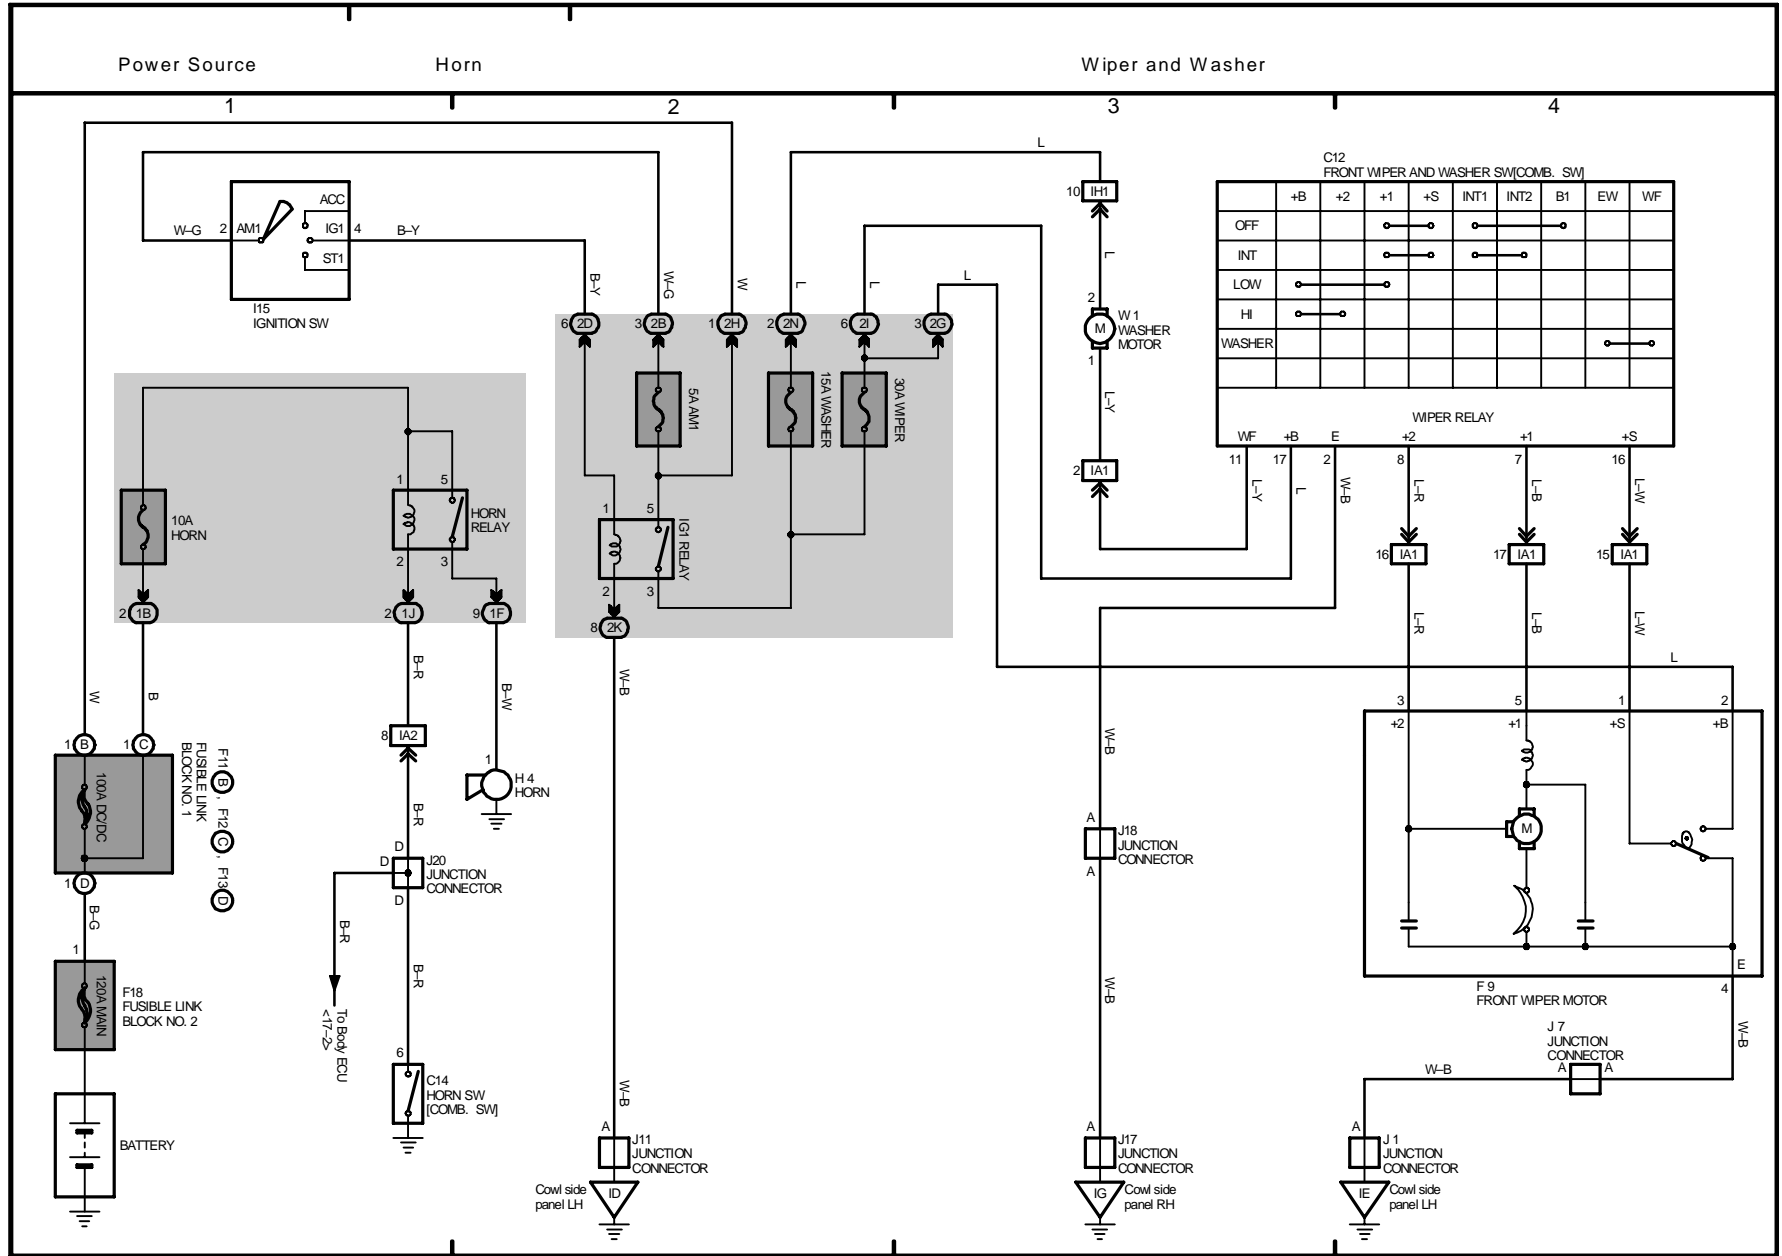 Power Source
Horn
Wiper and Washer
1
2
3
4
ACC
W–G
2
AM1
IG1
4
B–Y
ST1
I15
IGNITION SW
B–Y
W–G
W
L
L
L
L
6
2D
3
2B
1
2H
2
2N
6
2I
3
2G
5A AM1
15A WASHER
30A WIPER
1
5
IG1 RELAY
2
3
8
2K
W–B
W–B
A
J11
JUNCTION
CONNECTOR
Cowl side
panel LH
ID
10A
HORN
1
5
HORN
RELAY
2
3
2
1B
2
1J
9
1F
W
B
B–R
B–W
8
IA2
1
H 4
HORN
B–R
1
B
1
C
100A DC/DC
FUSIBLE LINK
BLOCK NO. 1
F11 B , F12 C , F13 D
1
D
B–G
1
120A MAIN
F18
FUSIBLE LINK
BLOCK NO. 2
BATTERY
D
D
J20
JUNCTION
CONNECTOR
D
B–R
B–R
To Body ECU
<17–2>
6
C14
HORN SW
[COMB. SW]
10
IH1
L
2
W 1
WASHER
MOTOR
M
1
L–Y
2
IA1
C12
FRONT WIPER AND WASHER SW[COMB. SW]
+B
+2
+1
+S
INT1
INT2
B1
EW
WF
OFF
INT
LOW
HI
WASHER
WIPER RELAY
WF
+B
E
+2
+1
+S
11
17
2
8
7
16
L–Y
L
W–B
L–R
L–B
L–W
16
IA1
17
IA1
15
IA1
L–R
L–B
L–W
L
3
5
1
2
+2
+1
+S
+B
M
E
4
F 9
FRONT WIPER MOTOR
W–B
A
J18
JUNCTION
CONNECTOR
A
W–B
A
J17
JUNCTION
CONNECTOR
Cowl side
panel RH
IG
J 7
JUNCTION
CONNECTOR
A
A
W–B
W–B
A
J 1
JUNCTION
CONNECTOR
Cowl side
panel LH
IE